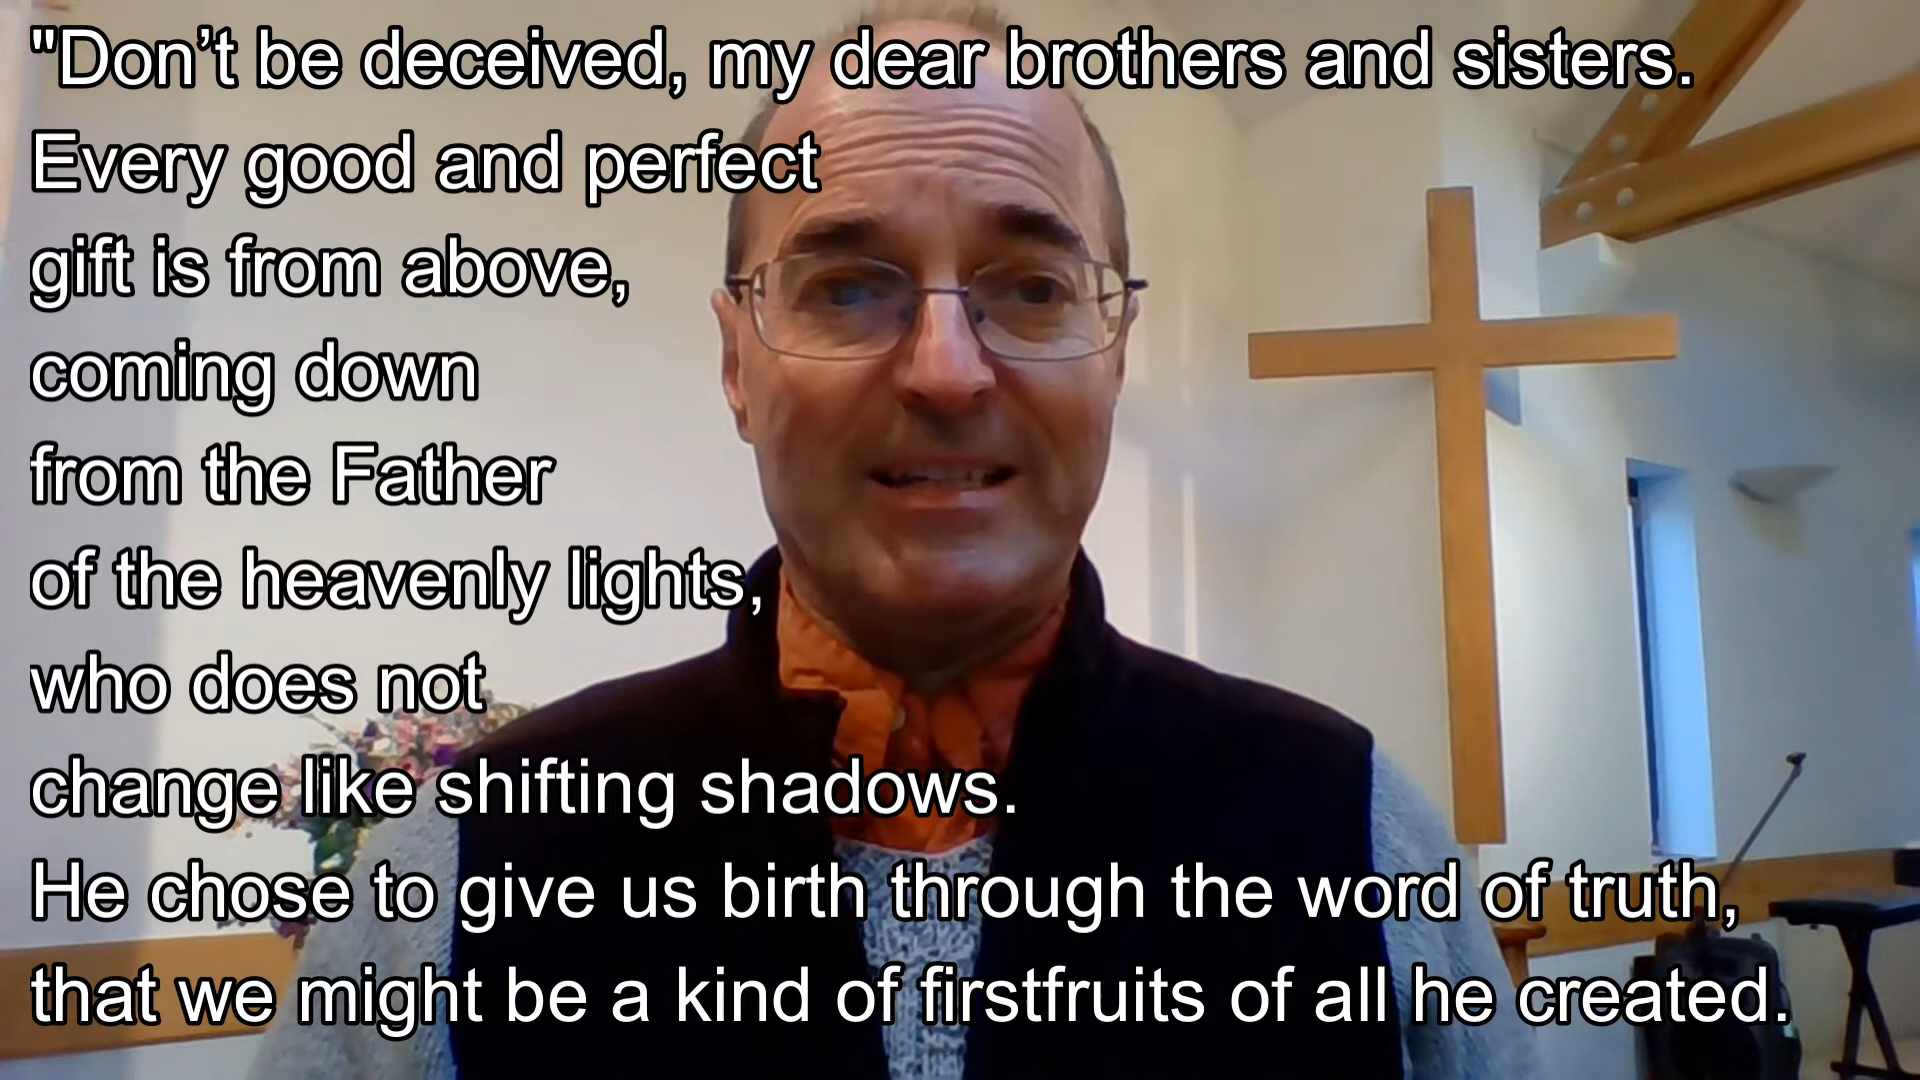 "Don’t be deceived, my dear brothers and sisters.
Every good and perfect
gift is from above,
coming down
from the Father
of the heavenly lights,
who does not
change like shifting shadows.
He chose to give us birth through the word of truth,
that we might be a kind of firstfruits of all he created.